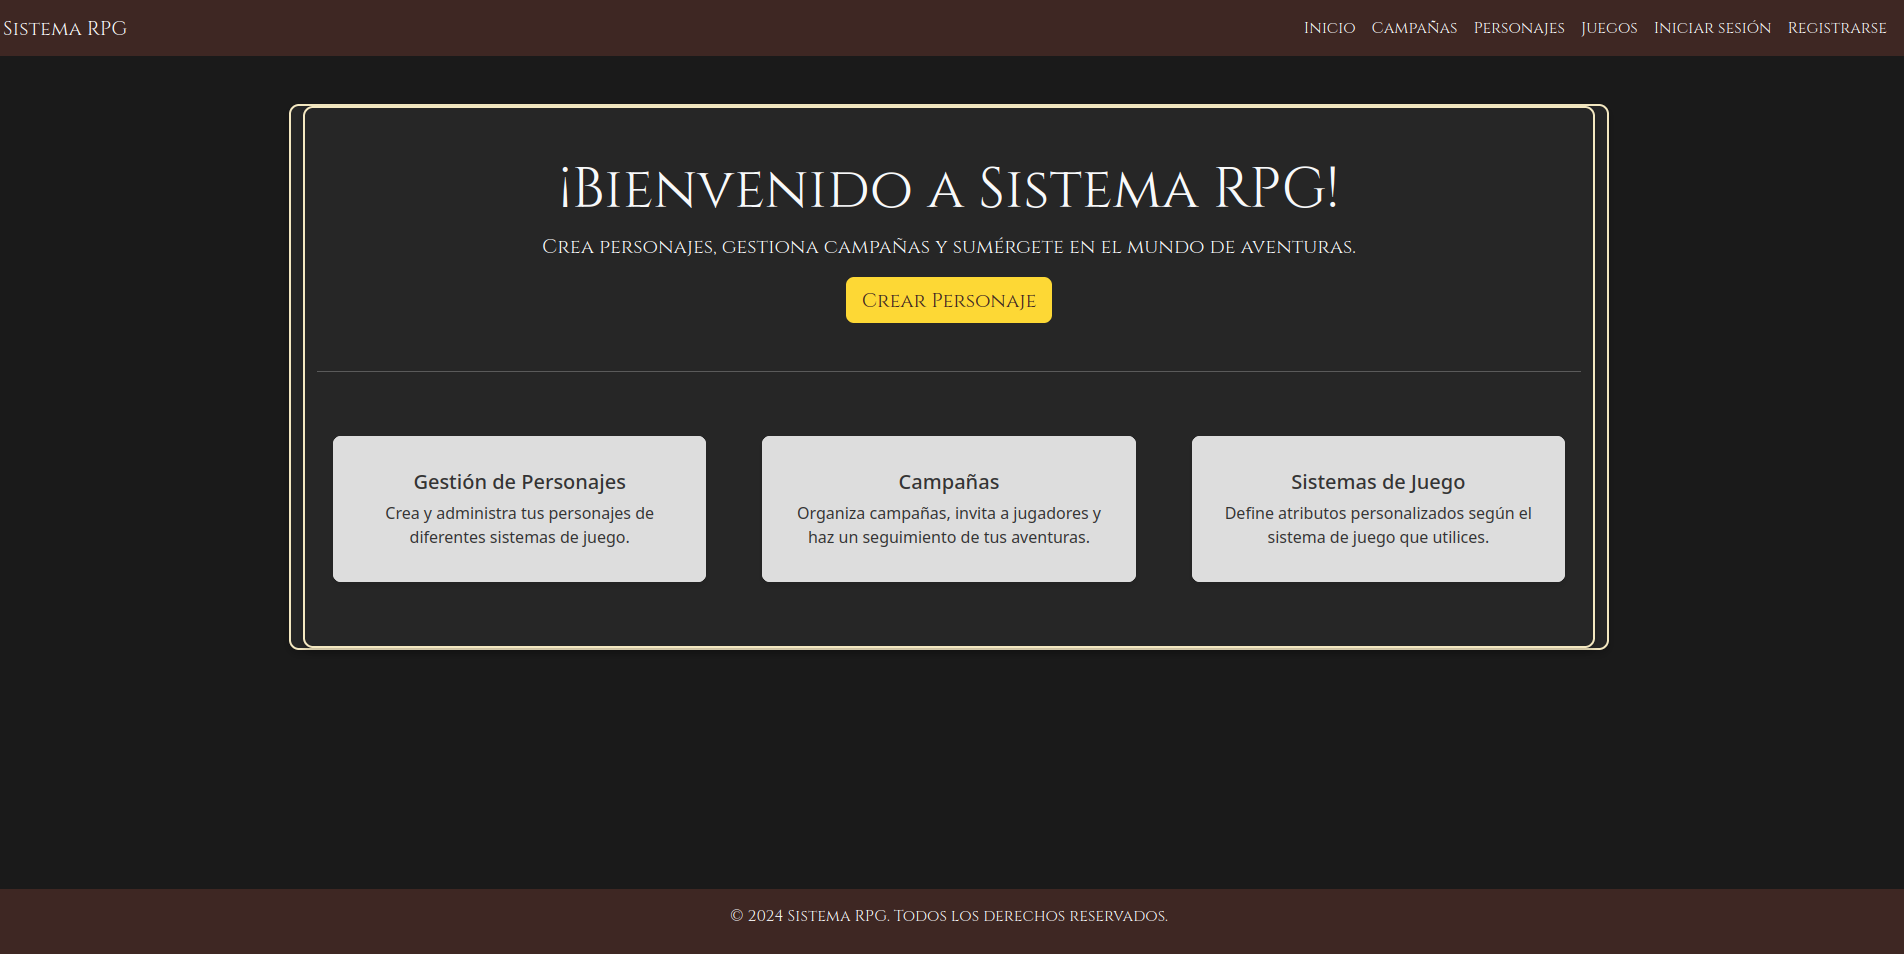 Sistema RPG
Inicio Campañas Personajes Juegos Iniciar sesión Registrarse
¡Bienvenido a Sistema RPG!
Crea personajes, gestiona campañas y sumérgete en el mundo de aventuras.
Crear Personaje
Gestión de Personajes
Crea y administra tus personajes de
diferentes sistemas de juego.
Campañas
Organiza campañas, invita a jugadores y
haz un seguimiento de tus aventuras.
Sistemas de Juego
Define atributos personalizados según el
sistema de juego que utilices.
© 2024 Sistema RPG. Todos los derechos reservados.